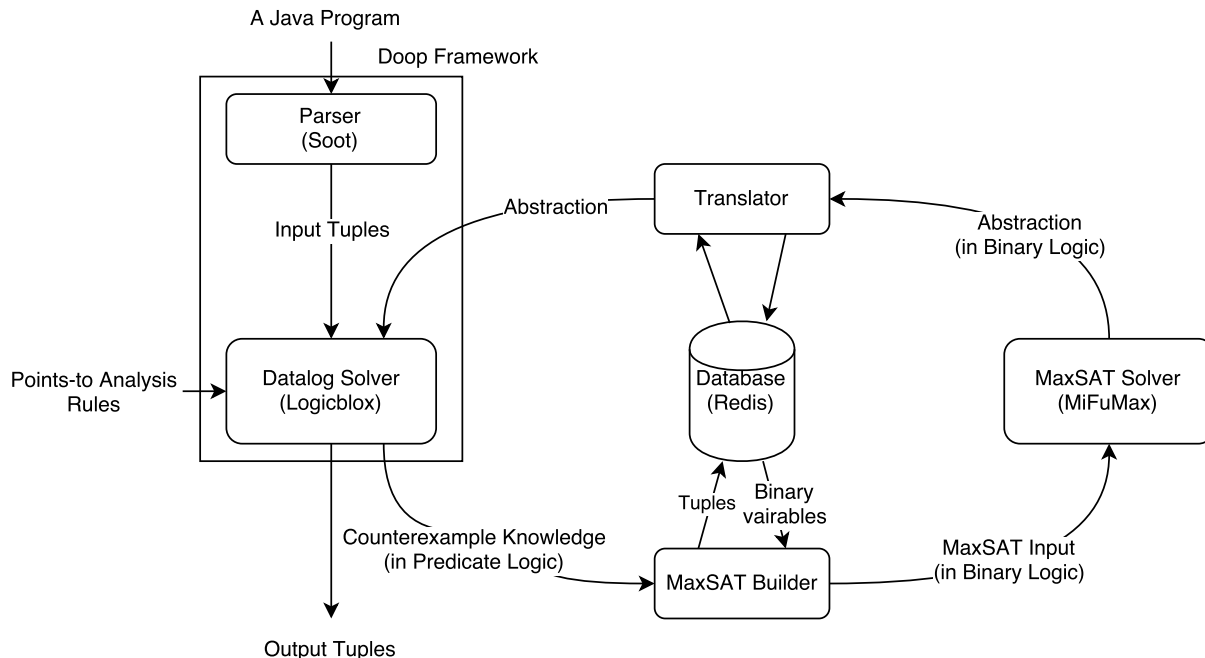 A Java Program
Doop Framework
Parser
(Soot)
Input Tuples
Abstraction
Translator
Abstraction
(in Binary Logic)
Points-to Analysis
Rules
Datalog Solver
(Logicblox)
Database
(Redis)
MaxSAT Solver
(MiFuMax)
Tuples
Binary
vairables
Counterexample Knowledge
(in Predicate Logic)
MaxSAT Builder
MaxSAT Input
(in Binary Logic)
Output Tuples